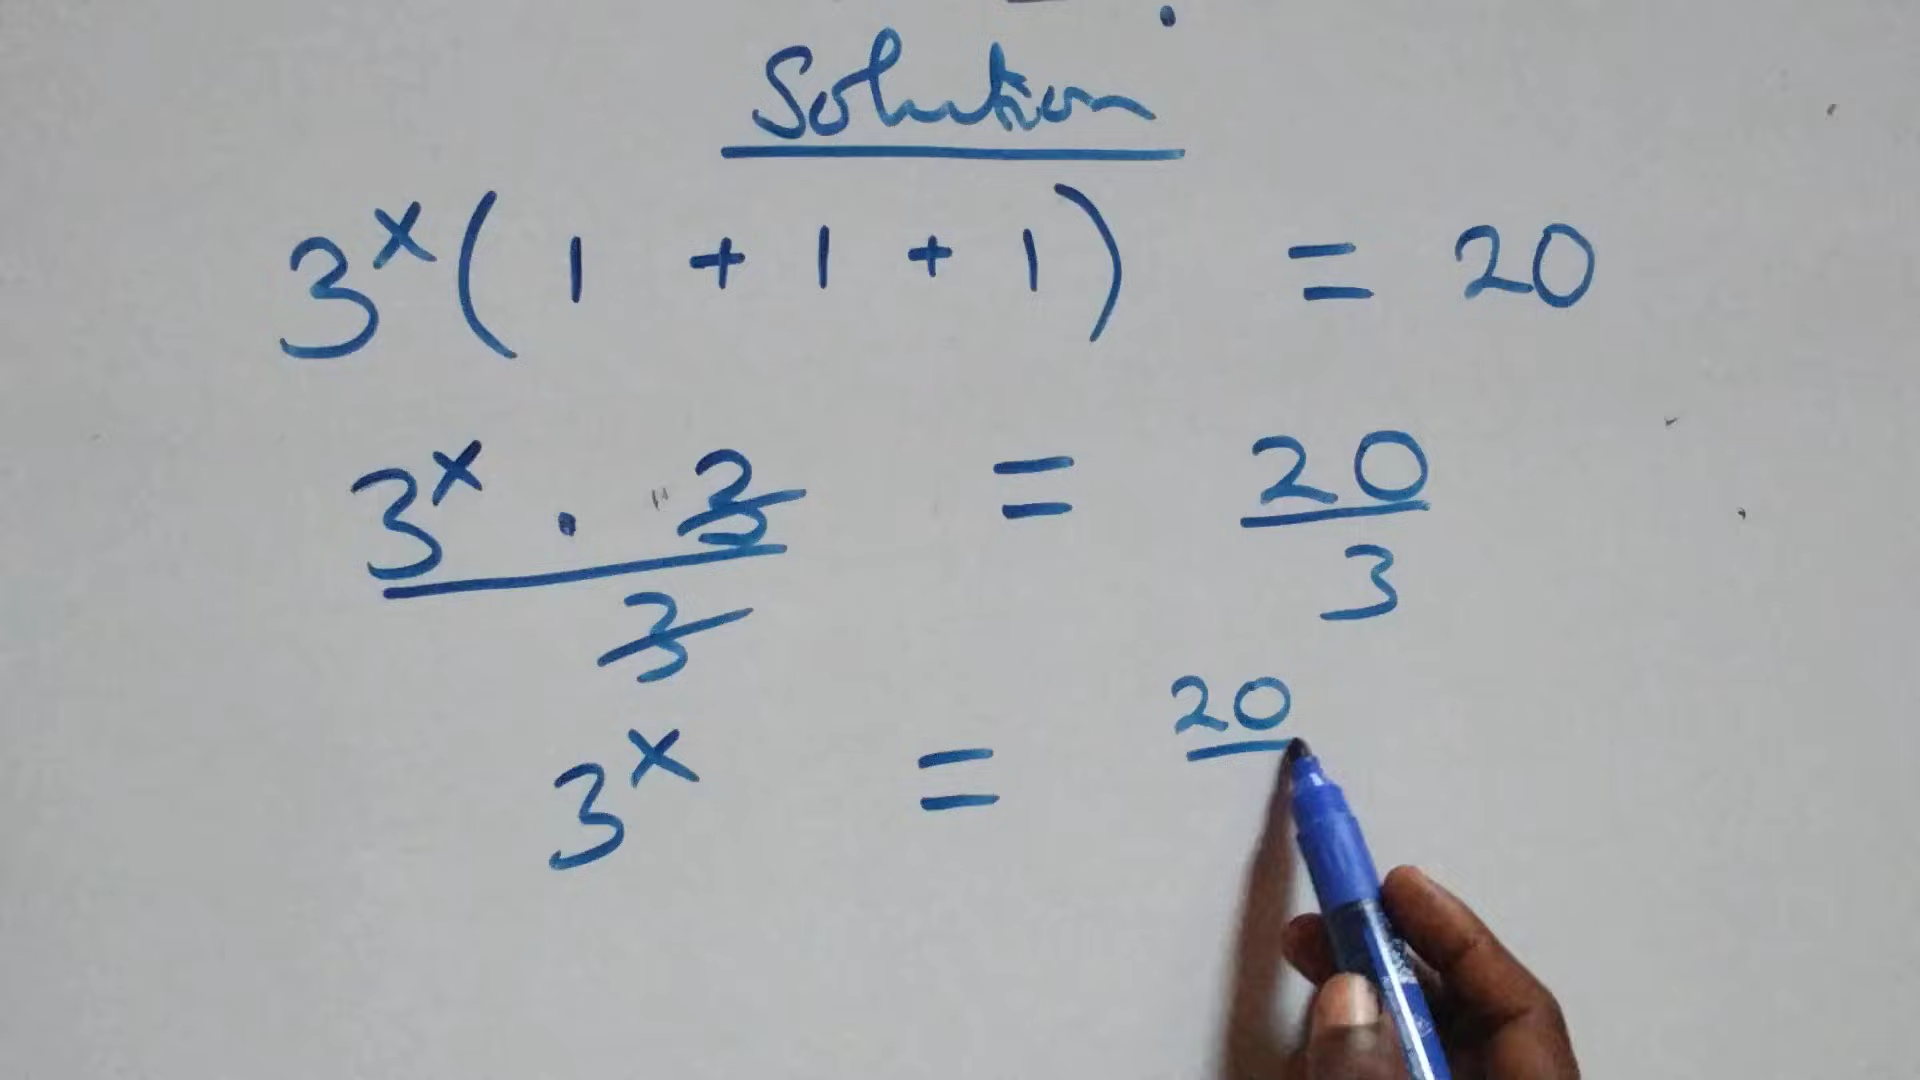 Solution
3^x ( 1 + 1 + 1 ) = 20
3^x · 3 / 3 = 20 / 3
3^x = 20